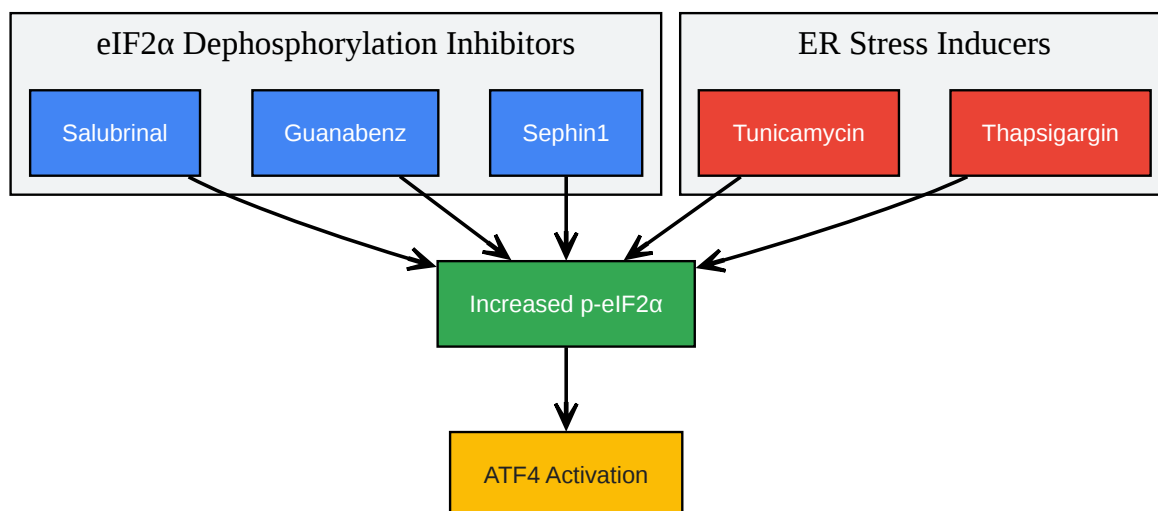 eIF2α Dephosphorylation Inhibitors
ER Stress Inducers
Salubrinal
Guanabenz
Sephin1
Tunicamycin
Thapsigargin
Increased p-eIF2α
ATF4 Activation